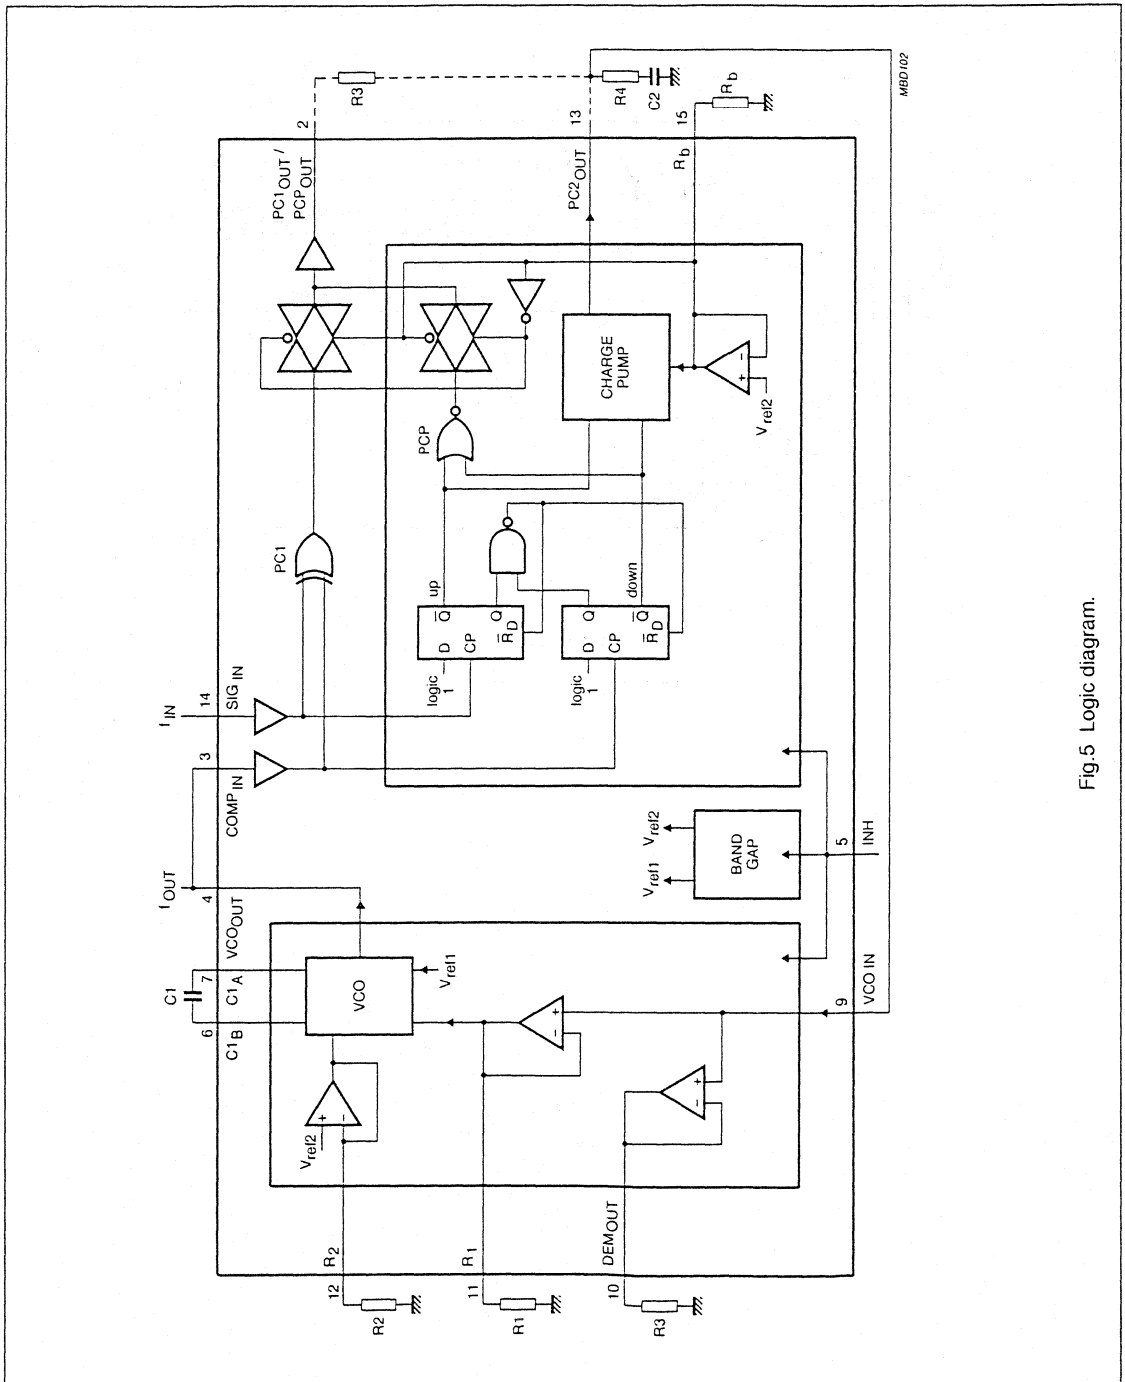 fOUT
fIN
C1
6
7
4
3
14
C1B
C1A
VCOOUT
COMPIN
SIGIN
PC1
PC1OUT/
PCPOUT
2
R3
R4
C2
12
R2
R2
Vref2
+
−
VCO
Vref1
logic
1
D
CP
Q
Q
RD
up
PCP
logic
1
D
CP
Q
Q
RD
down
CHARGE
PUMP
PC2OUT
13
11
R1
R1
−
+
Vref1
Vref2
BAND
GAP
Vref2
+
−
Rb
15
Rb
10
DEMOUT
R3
−
+
9
VCO IN
5
INH
MBD102
Fig.5 Logic diagram.